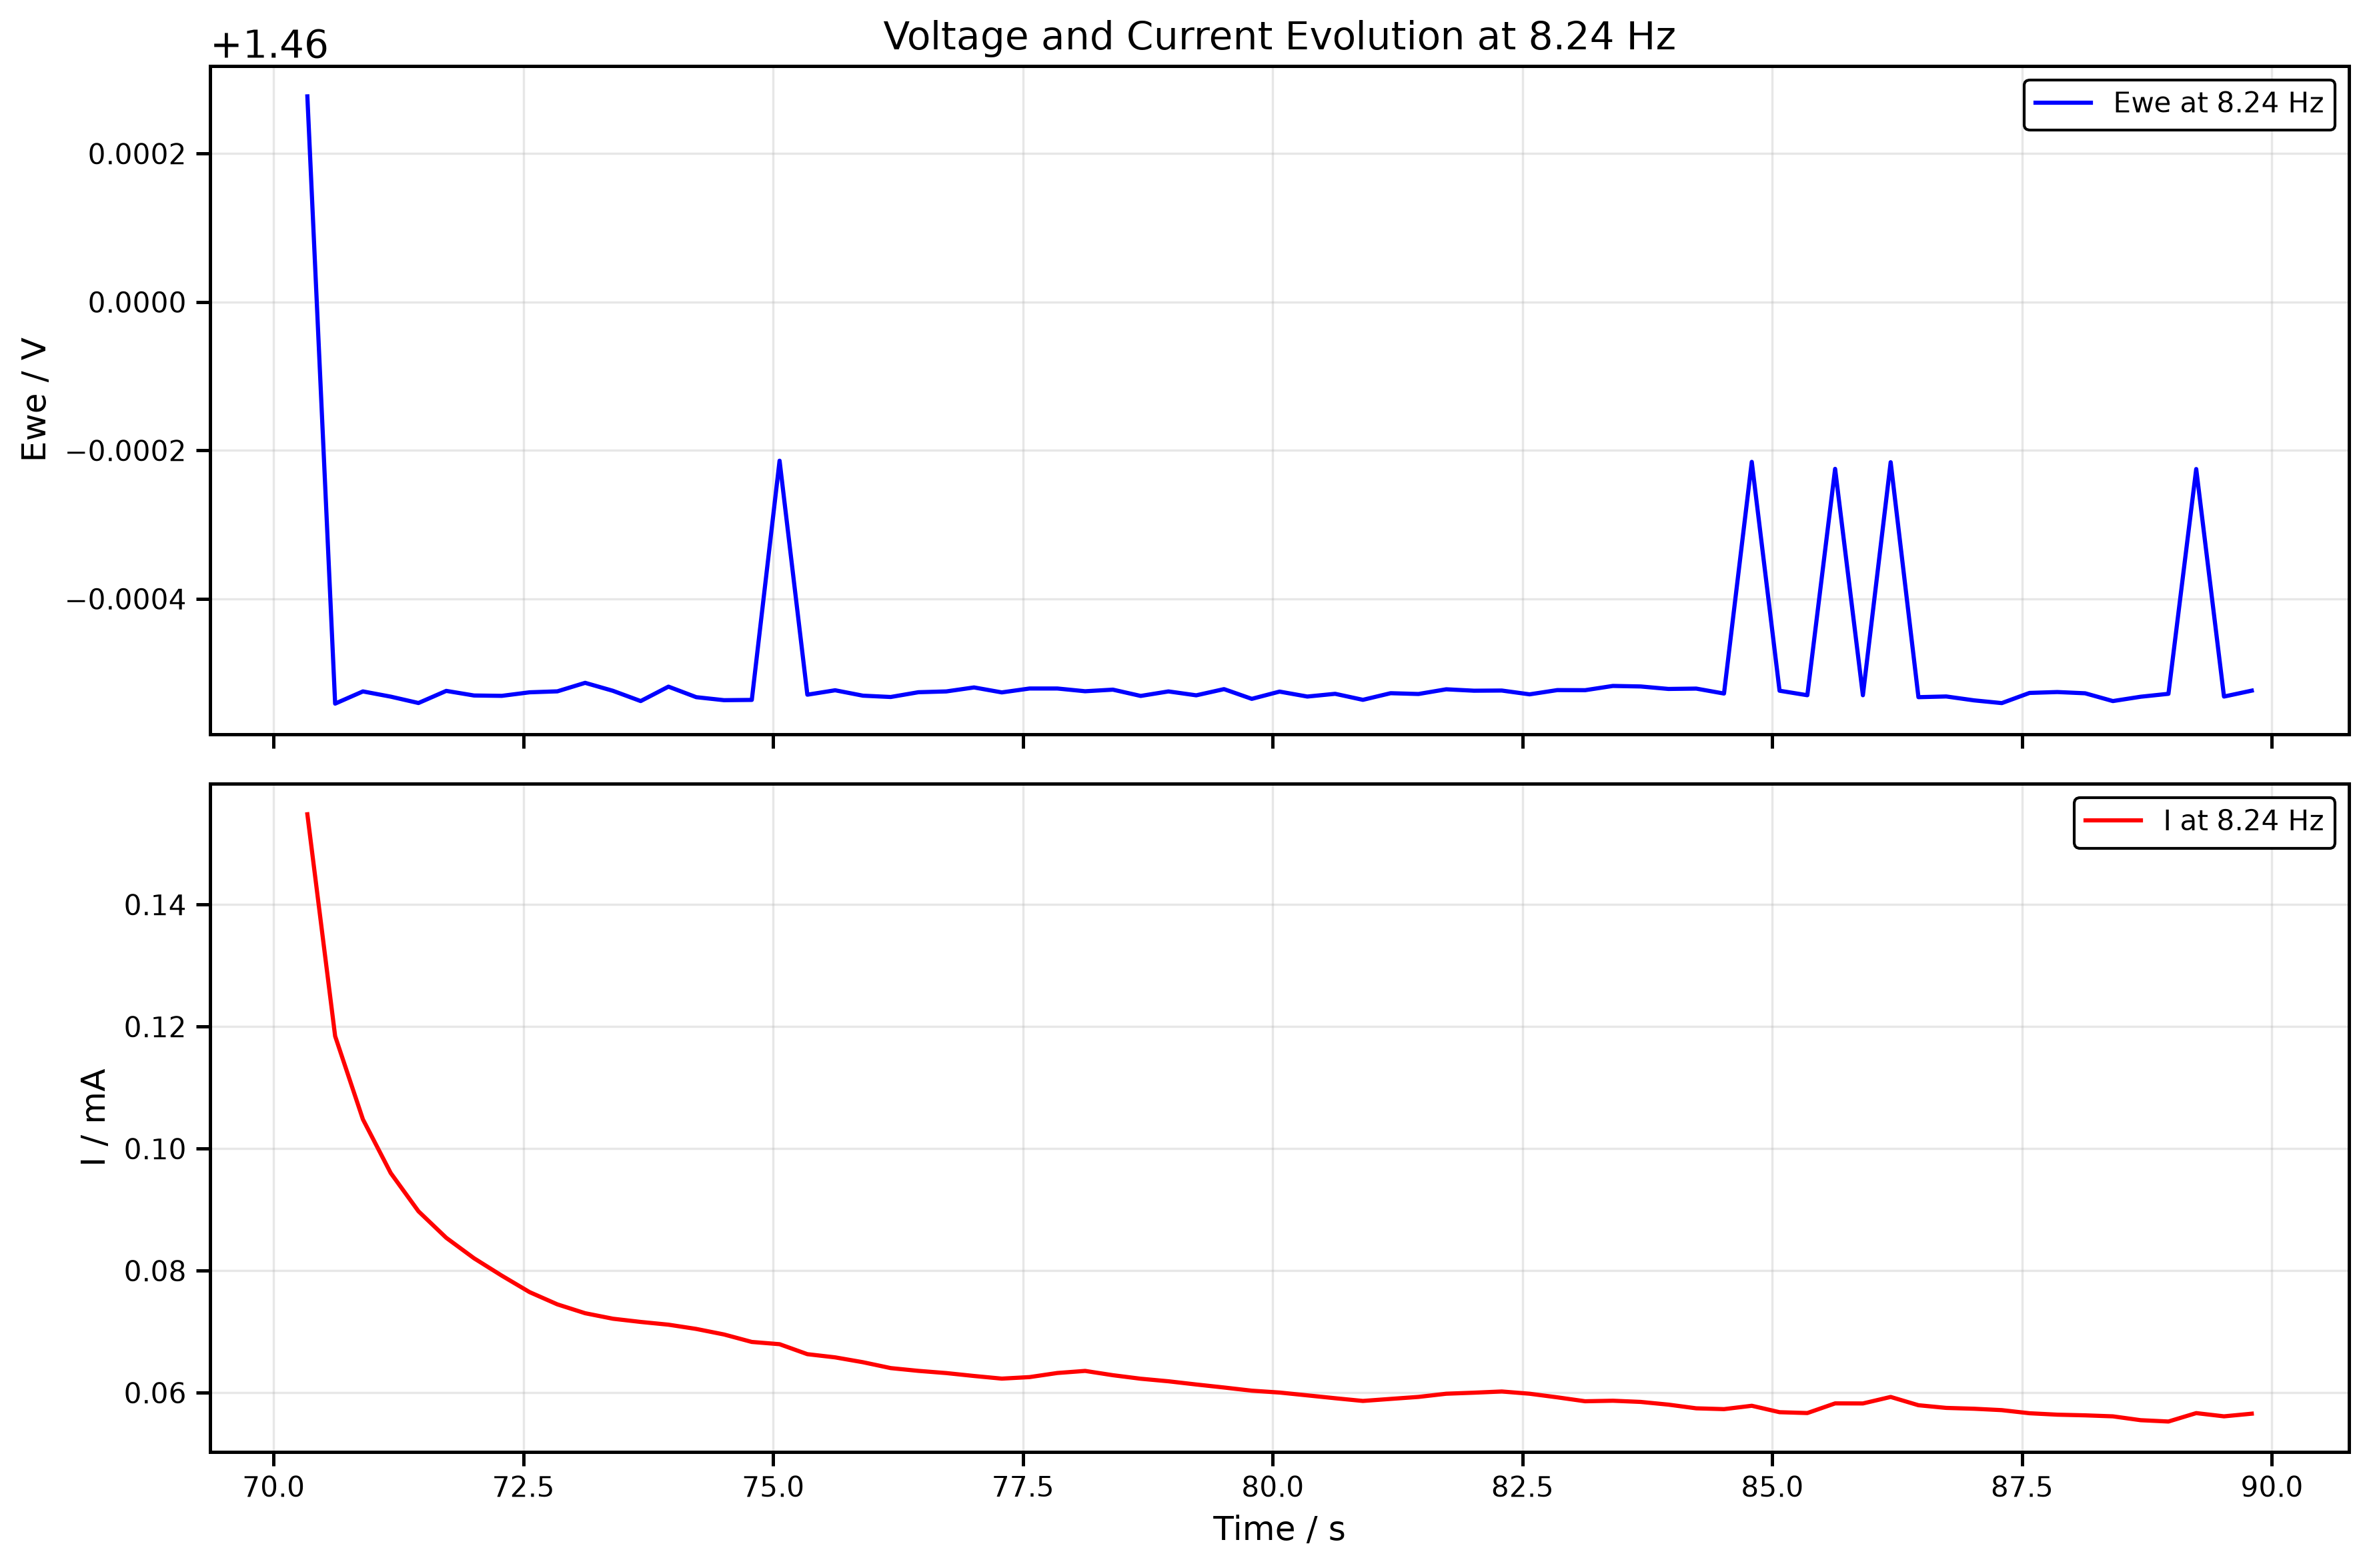 Voltage and Current Evolution at 8.24 Hz
+1.46
Ewe at 8.24 Hz
0.0002
0.0000
−0.0002
−0.0004
Ewe / V
I at 8.24 Hz
0.14
0.12
0.10
0.08
0.06
I / mA
70.0 72.5 75.0 77.5 80.0 82.5 85.0 87.5 90.0
Time / s